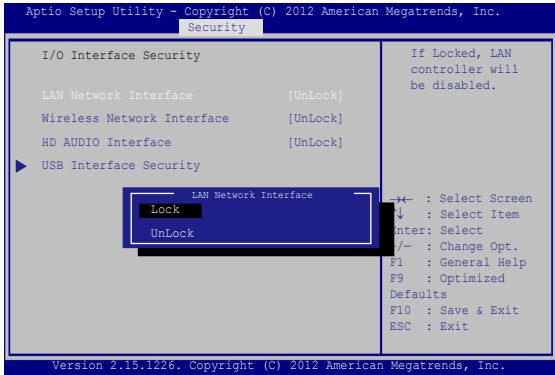 Aptio Setup Utility - Copyright (C) 2012 American Megatrends, Inc.
Security
I/O Interface Security
LAN Network Interface [UnLock]
Wireless Network Interface [UnLock]
HD AUDIO Interface [UnLock]
USB Interface Security
LAN Network Interface
Lock
UnLock
If Locked, LAN
controller will
be disabled.
→← : Select Screen
↑↓ : Select Item
Enter: Select
+/— : Change Opt.
F1 : General Help
F9 : Optimized
Defaults
F10 : Save & Exit
ESC : Exit
Version 2.15.1226. Copyright (C) 2012 American Megatrends, Inc.